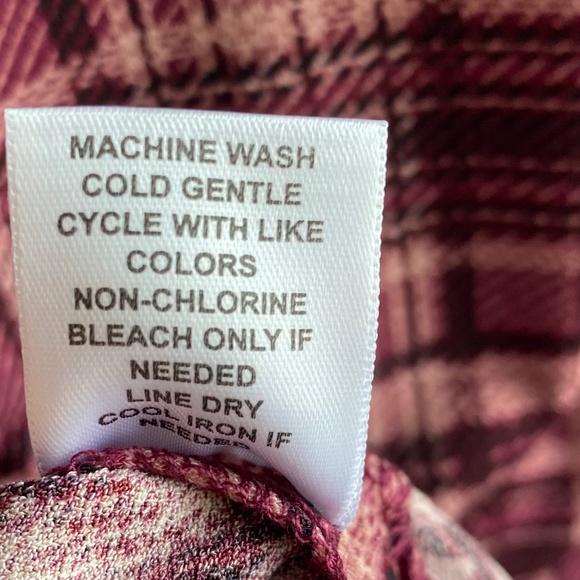 MACHINE WASH
COLD GENTLE
CYCLE WITH LIKE
COLORS
NON-CHLORINE
BLEACH ONLY IF
NEEDED
LINE DRY
COOL IRON IF
NEEDED